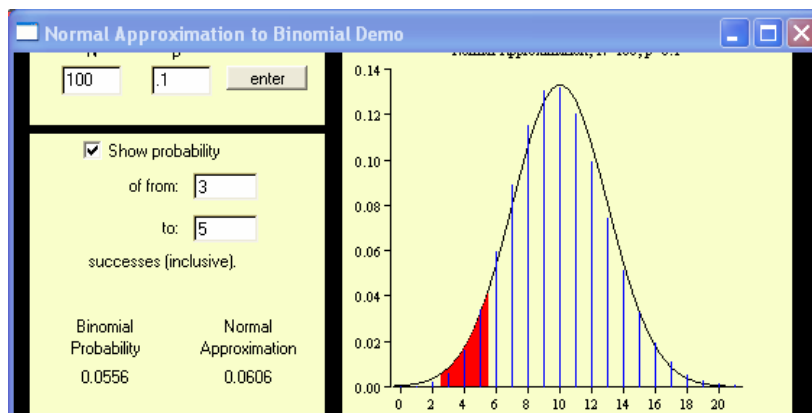 Normal Approximation to Binomial Demo
100 .1 enter
Show probability
of from: 3
to: 5
successes (inclusive).
Binomial Normal
Probability Approximation
0.0556 0.0606
0.14
0.12
0.10
0.08
0.06
0.04
0.02
0.00
0 2 4 6 8 10 12 14 16 18 20